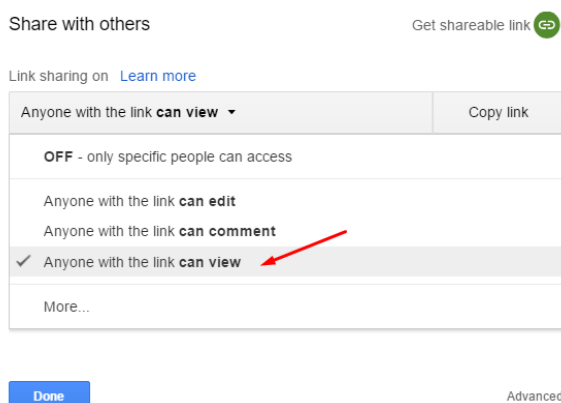 Share with others
Get shareable link
Link sharing on Learn more
Anyone with the link can view
Copy link
OFF - only specific people can access
Anyone with the link can edit
Anyone with the link can comment
Anyone with the link can view
More...
Done
Advanced